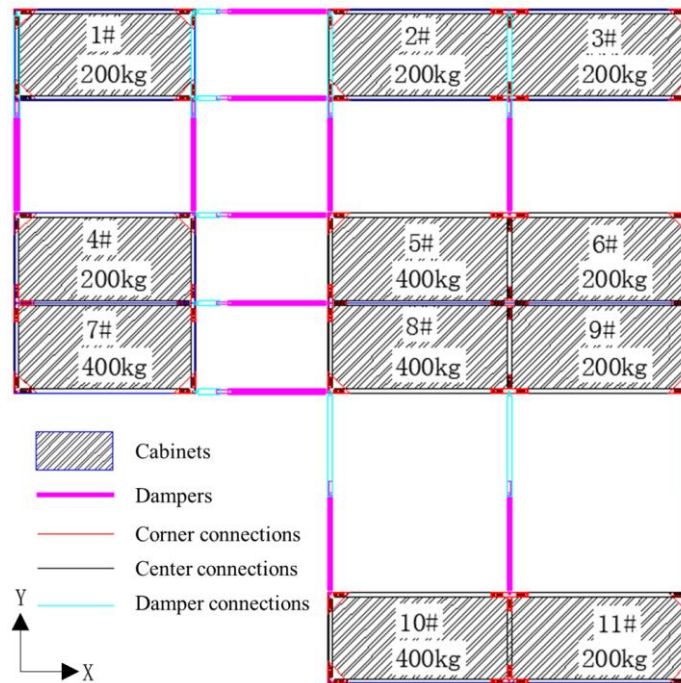 1#
200kg
2#
200kg
3#
200kg
4#
200kg
5#
400kg
6#
200kg
7#
400kg
8#
400kg
9#
200kg
Cabinets
Dampers
Corner connections
Center connections
Damper connections
10#
400kg
11#
200kg
Y
X